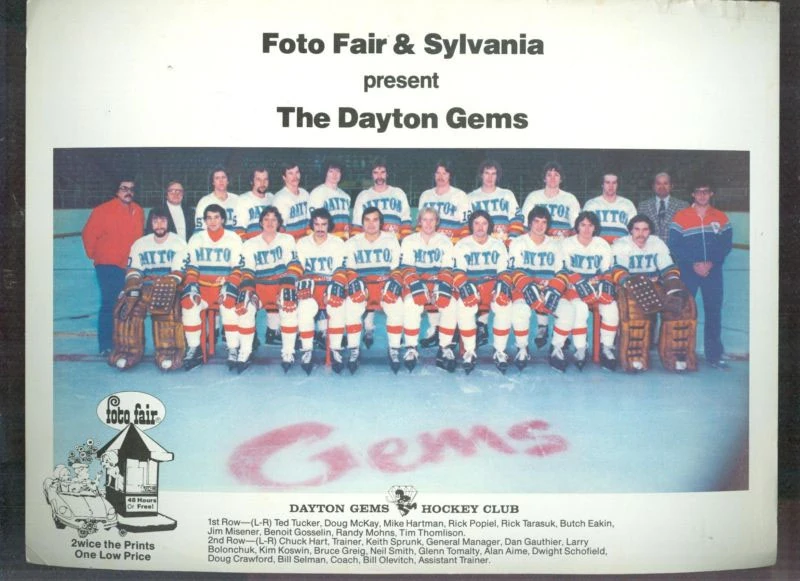 Foto Fair & Sylvania
present
The Dayton Gems
DAYTO
Gems
foto fair
48 Hours
Or Free!
2wice the Prints
One Low Price
DAYTON GEMS HOCKEY CLUB
1st Row—(L-R) Ted Tucker, Doug McKay, Mike Hartman, Rick Popiel, Rick Tarasuk, Butch Eakin,
Jim Misener, Benoit Gosselin, Randy Mohns, Tim Thomlison.
2nd Row—(L-R) Chuck Hart, Trainer, Keith Sprunk, General Manager, Dan Gauthier, Larry
Bolonchuk, Kim Koswin, Bruce Greig, Neil Smith, Glenn Tomalty, Alan Aime, Dwight Schofield,
Doug Crawford, Bill Selman, Coach, Bill Olevitch, Assistant Trainer.